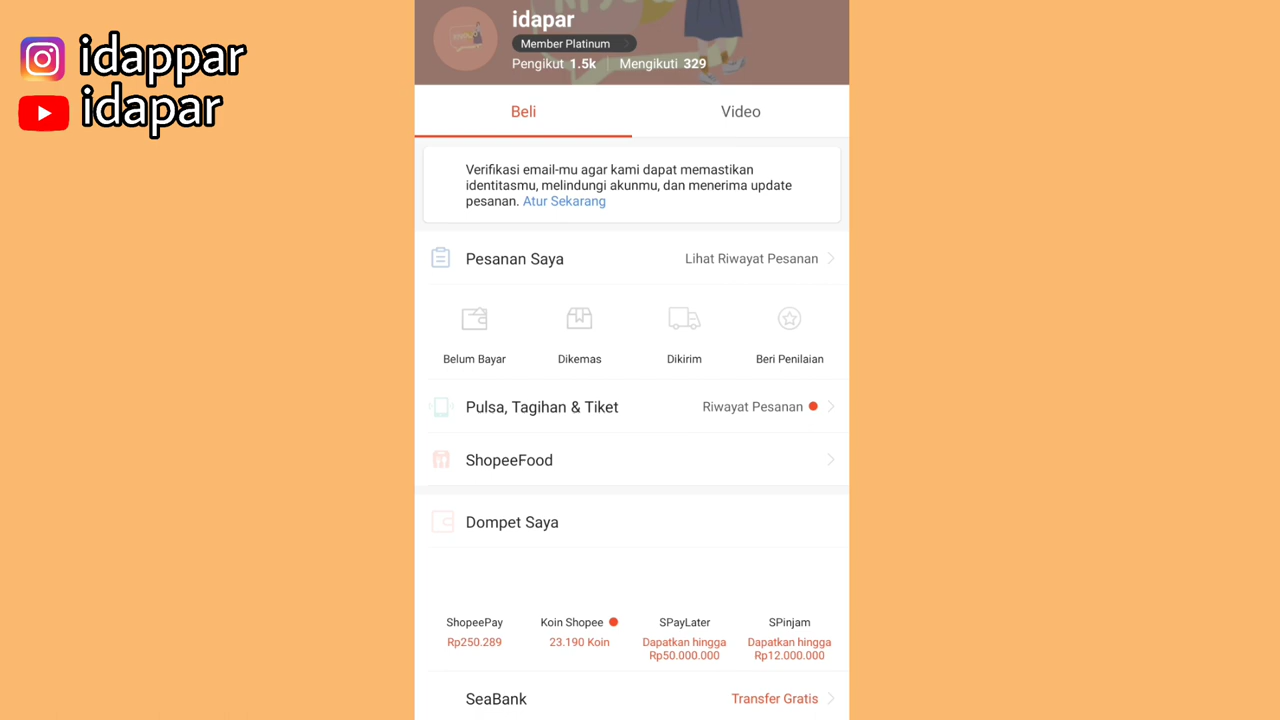 idappar
idapar
idapar
Member Platinum
Pengikut 1.5k
Mengikuti 329
Beli
Video
Verifikasi email-mu agar kami dapat memastikan
identitasmu, melindungi akunmu, dan menerima update
pesanan. Atur Sekarang
Pesanan Saya
Lihat Riwayat Pesanan
Belum Bayar
Dikemas
Dikirim
Beri Penilaian
Pulsa, Tagihan & Tiket
Riwayat Pesanan
ShopeeFood
Dompet Saya
ShopeePay
Rp250.289
Koin Shopee
23.190 Koin
SPayLater
Dapatkan hingga
Rp50.000.000
SPinjam
Dapatkan hingga
Rp12.000.000
SeaBank
Transfer Gratis